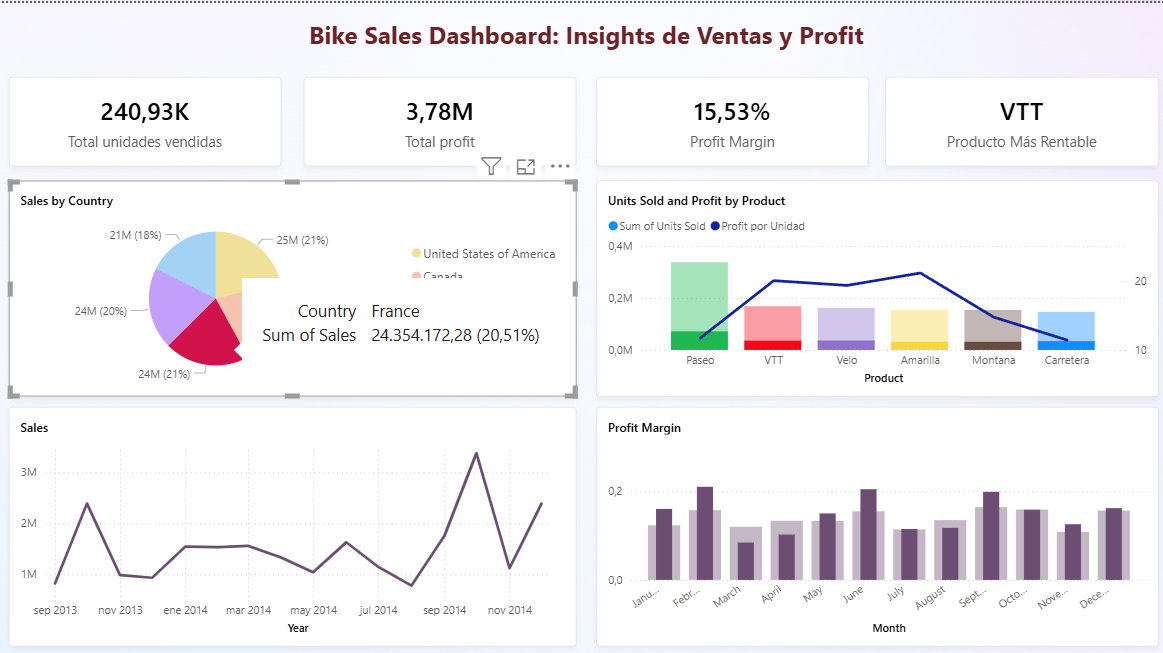 Bike Sales Dashboard: Insights de Ventas y Profit
240,93K
Total unidades vendidas
3,78M
Total profit
15,53%
Profit Margin
VTT
Producto Más Rentable
Sales by Country
21M (18%)
25M (21%)
24M (20%)
24M (21%)
United States of America
Canada
Country France
Sum of Sales 24.354.172,28 (20,51%)
Units Sold and Profit by Product
Sum of Units Sold Profit por Unidad
0,4M
0,2M
0,0M
20
10
Paseo VTT Velo Amarilla Montana Carretera
Product
Sales
3M
2M
1M
sep 2013 nov 2013 ene 2014 mar 2014 may 2014 jul 2014 sep 2014 nov 2014
Year
Profit Margin
0,2
0,0
Janu... Febr... March April May June July August Sept... Octo... Nove... Dece...
Month